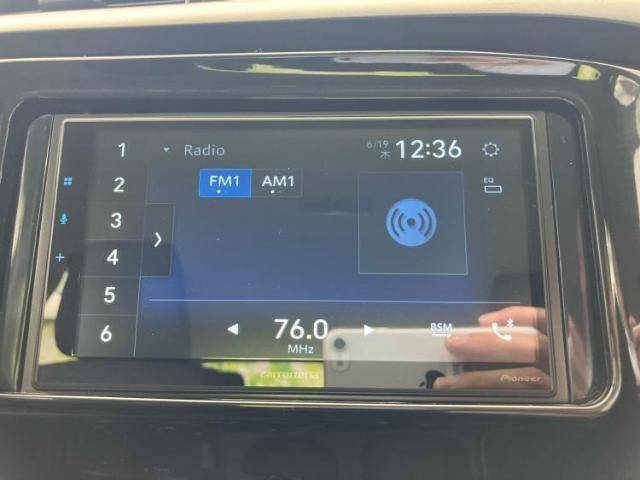 1
2
3
4
5
6
Radio
6/19
木
12:36
FM1
AM1
EQ
76.0
MHz
BSM
carrozzeria
Pioneer